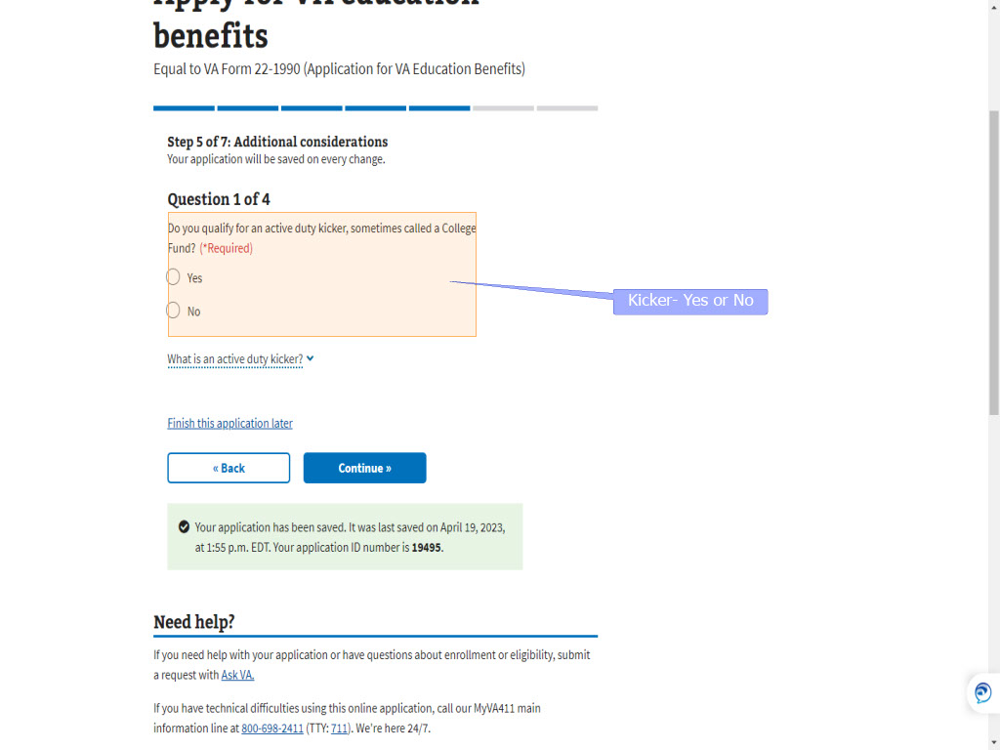 Apply for VA education
benefits
Equal to VA Form 22-1990 (Application for VA Education Benefits)
Step 5 of 7: Additional considerations
Your application will be saved on every change.
Question 1 of 4
Do you qualify for an active duty kicker, sometimes called a College
Fund? (*Required)
Yes
Kicker- Yes or No
No
What is an active duty kicker?
Finish this application later
« Back
Continue »
Your application has been saved. It was last saved on April 19, 2023,
at 1:55 p.m. EDT. Your application ID number is 19495.
Need help?
If you need help with your application or have questions about enrollment or eligibility, submit
a request with Ask VA.
If you have technical difficulties using this online application, call our MyVA411 main
information line at 800-698-2411 (TTY: 711). We're here 24/7.